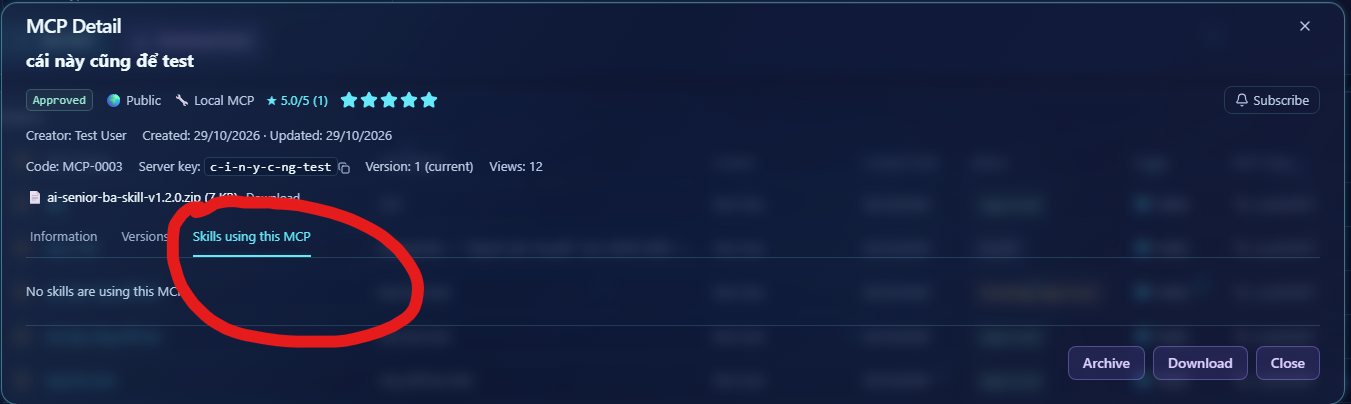 MCP Detail
cái này cũng để test
Approved Public Local MCP ★ 5.0/5 (1) Subscribe
Creator: Test User Created: 29/10/2026 · Updated: 29/10/2026
Code: MCP-0003 Server key: c-i-n-y-c-ng-test Version: 1 (current) Views: 12
ai-senior-ba-skill-v1.2.0.zip (7 KB) Download
Information Versions Skills using this MCP
No skills are using this MCP
Archive Download Close